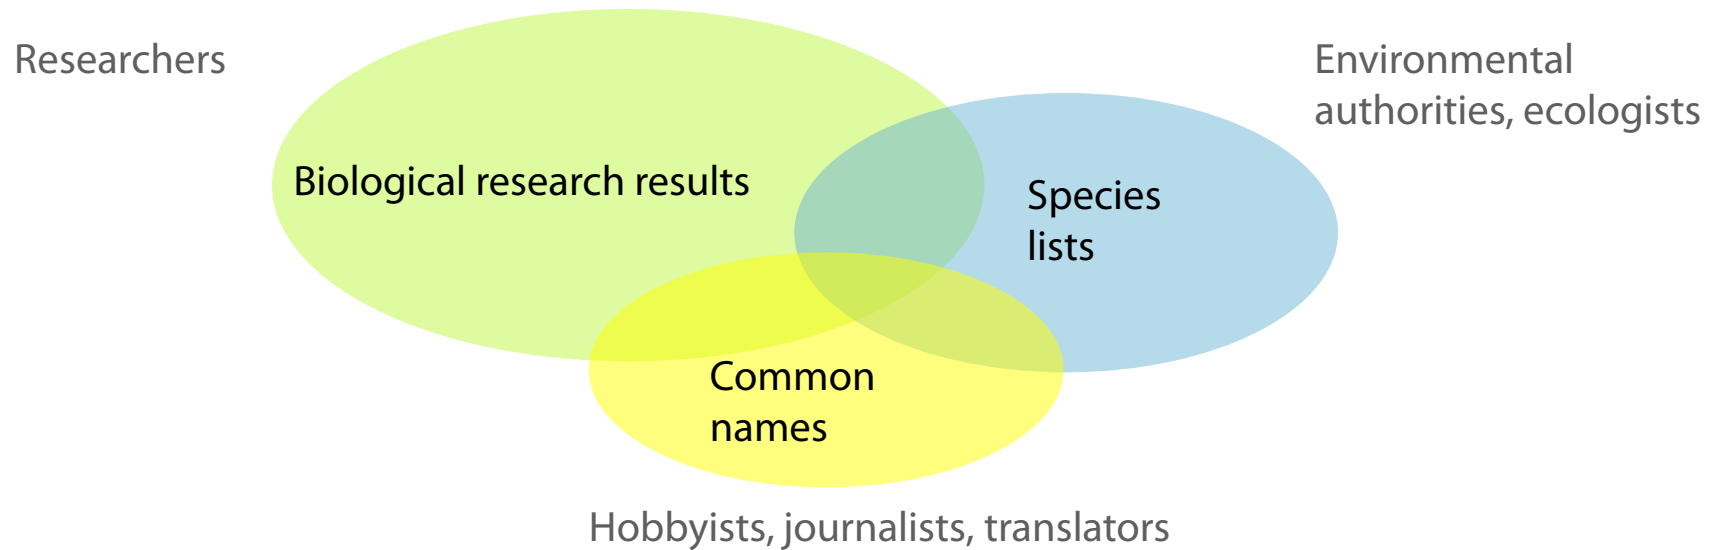 Researchers
Environmental
authorities, ecologists
Biological research results
Species
lists
Common
names
Hobbyists, journalists, translators